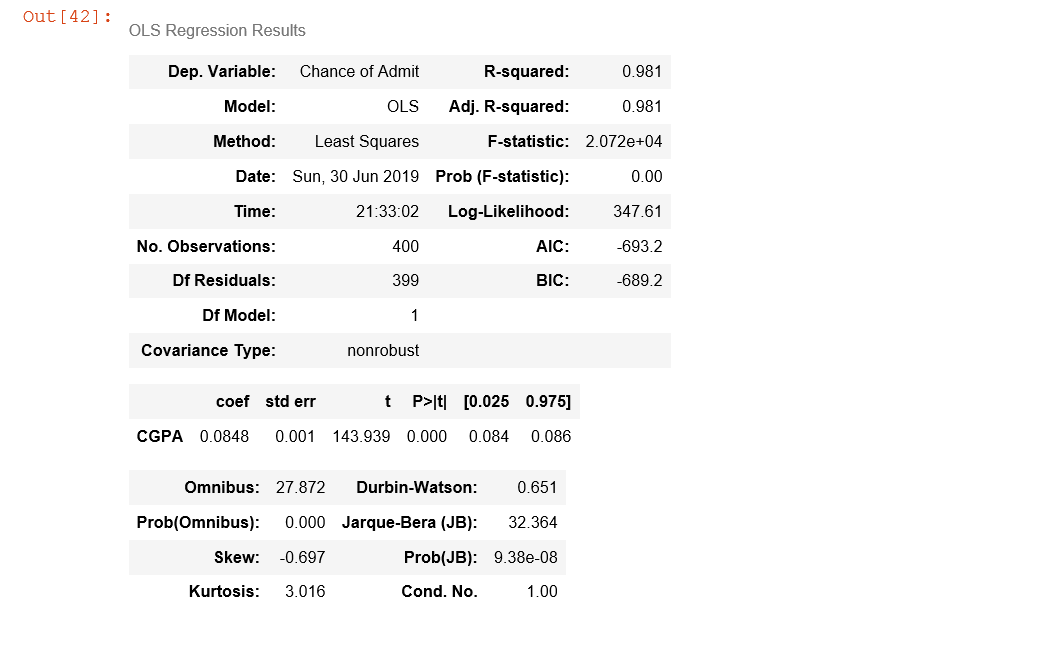 Out[42]:
OLS Regression Results
Dep. Variable: Chance of Admit R-squared: 0.981
Model: OLS Adj. R-squared: 0.981
Method: Least Squares F-statistic: 2.072e+04
Date: Sun, 30 Jun 2019 Prob (F-statistic): 0.00
Time: 21:33:02 Log-Likelihood: 347.61
No. Observations: 400 AIC: -693.2
Df Residuals: 399 BIC: -689.2
Df Model: 1
Covariance Type: nonrobust
coef std err t P>|t| [0.025 0.975]
CGPA 0.0848 0.001 143.939 0.000 0.084 0.086
Omnibus: 27.872 Durbin-Watson: 0.651
Prob(Omnibus): 0.000 Jarque-Bera (JB): 32.364
Skew: -0.697 Prob(JB): 9.38e-08
Kurtosis: 3.016 Cond. No. 1.00